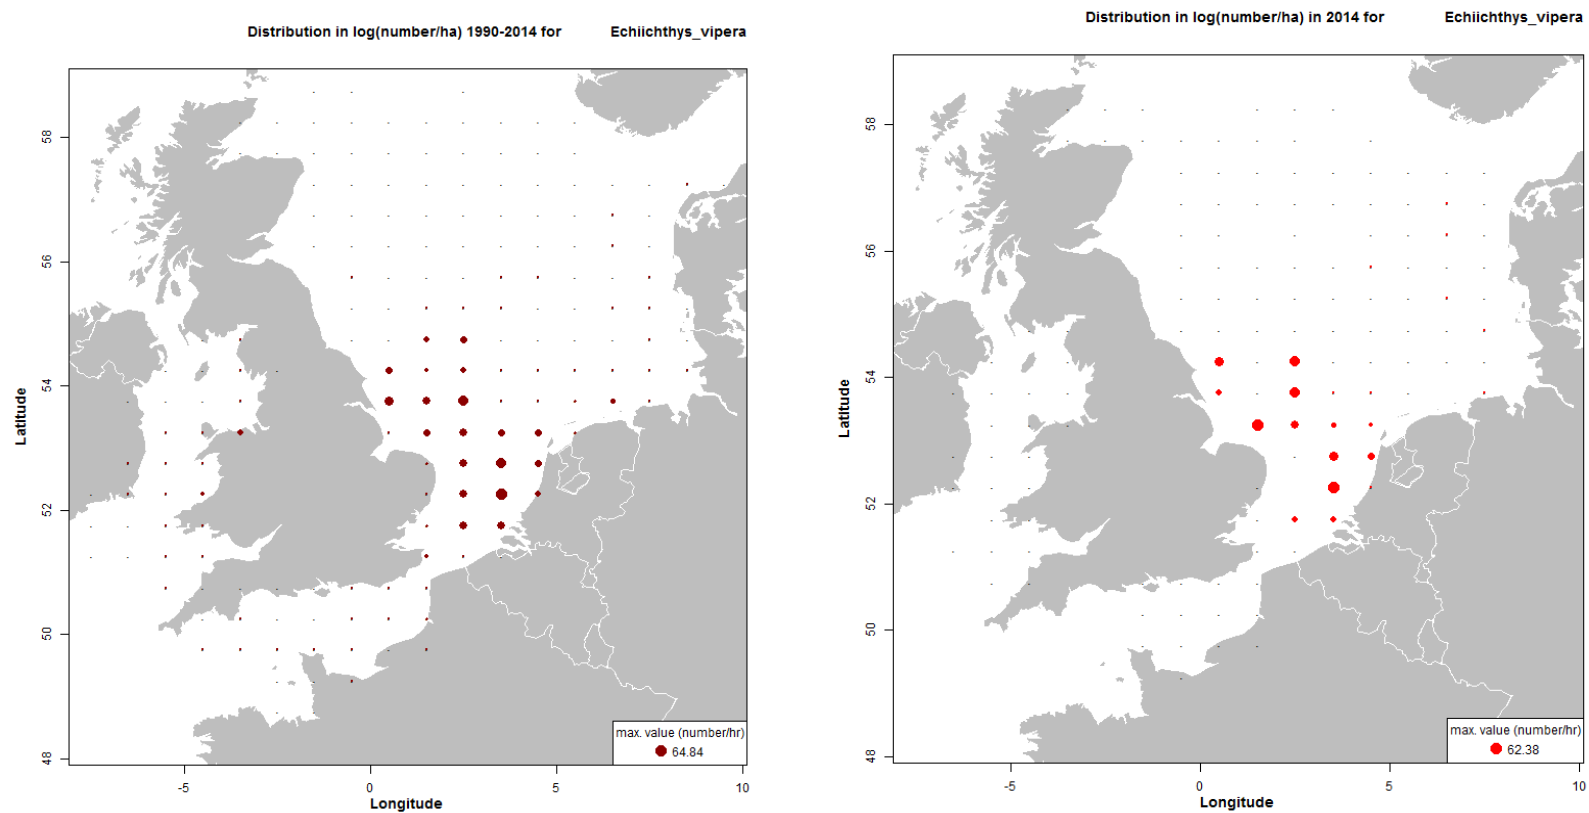 Distribution in log(number/ha) 1990-2014 for Echiichthys_vipera
58
56
54
52
50
48
Latitude
-5
0
5
10
Longitude
max. value (number/hr)
64.84
Distribution in log(number/ha) in 2014 for Echiichthys_vipera
58
56
54
52
50
48
Latitude
-5
0
5
10
Longitude
max. value (number/hr)
62.38